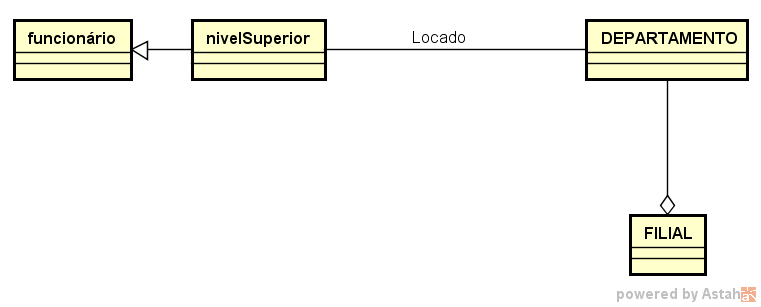 funcionário
nivelSuperior
Locado
DEPARTAMENTO
FILIAL
powered by Astah